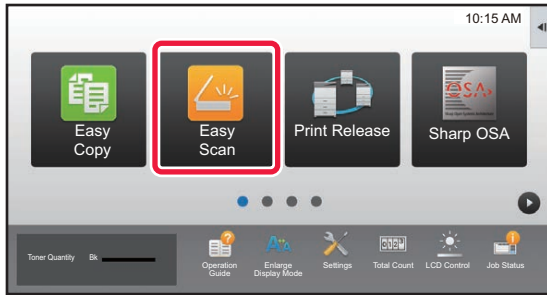 10:15 AM
Easy
Copy
Easy
Scan
Print Release
Sharp OSA
OSA
Toner Quantity Bk
Operation
Guide
Enlarge
Display Mode
Settings
Total Count
LCD Control
Job Status